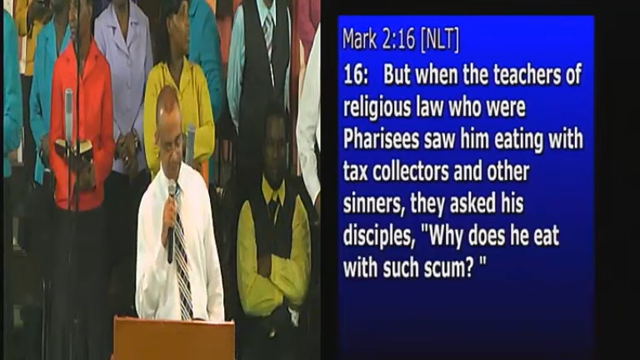 Mark 2:16 [NLT]
16: But when the teachers of
religious law who were
Pharisees saw him eating with
tax collectors and other
sinners, they asked his
disciples, "Why does he eat
with such scum? "